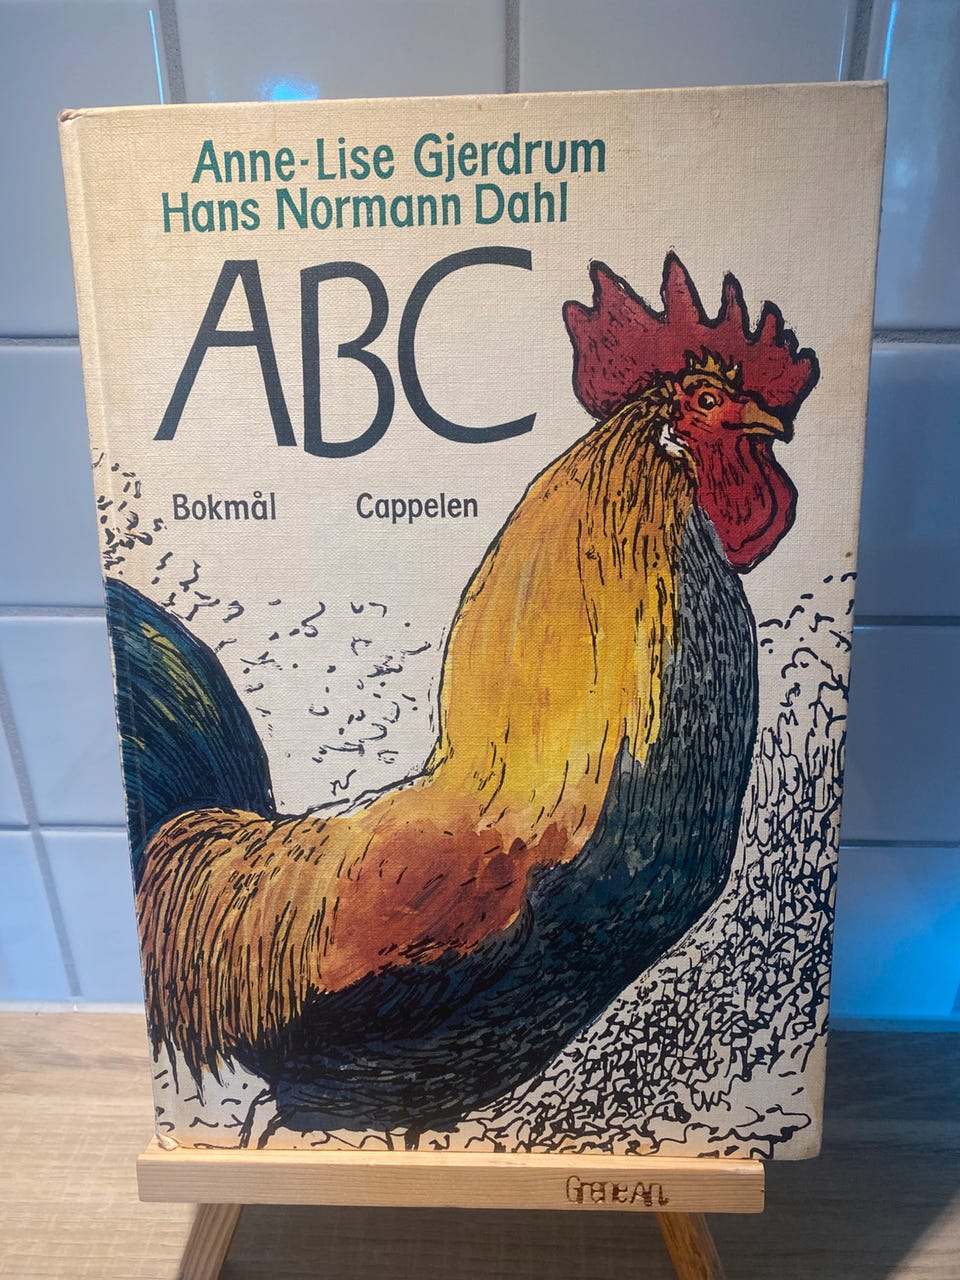 Anne-Lise Gjerdrum
Hans Normann Dahl
ABC
Bokmål Cappelen